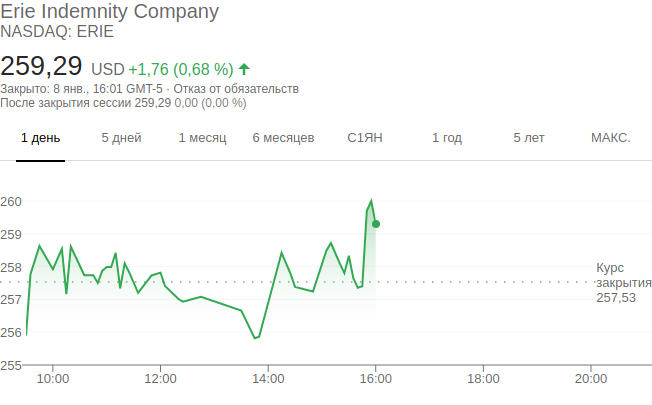 Erie Indemnity Company
NASDAQ: ERIE
259,29 USD +1,76 (0,68 %)
Закрыто: 8 янв., 16:01 GMT-5 · Отказ от обязательств
После закрытия сессии 259,29 0,00 (0,00 %)
1 день 5 дней 1 месяц 6 месяцев С1ЯН 1 год 5 лет МАКС.
260
259
258
257
256
255
Курс
закрытия
257,53
10:00 12:00 14:00 16:00 18:00 20:00